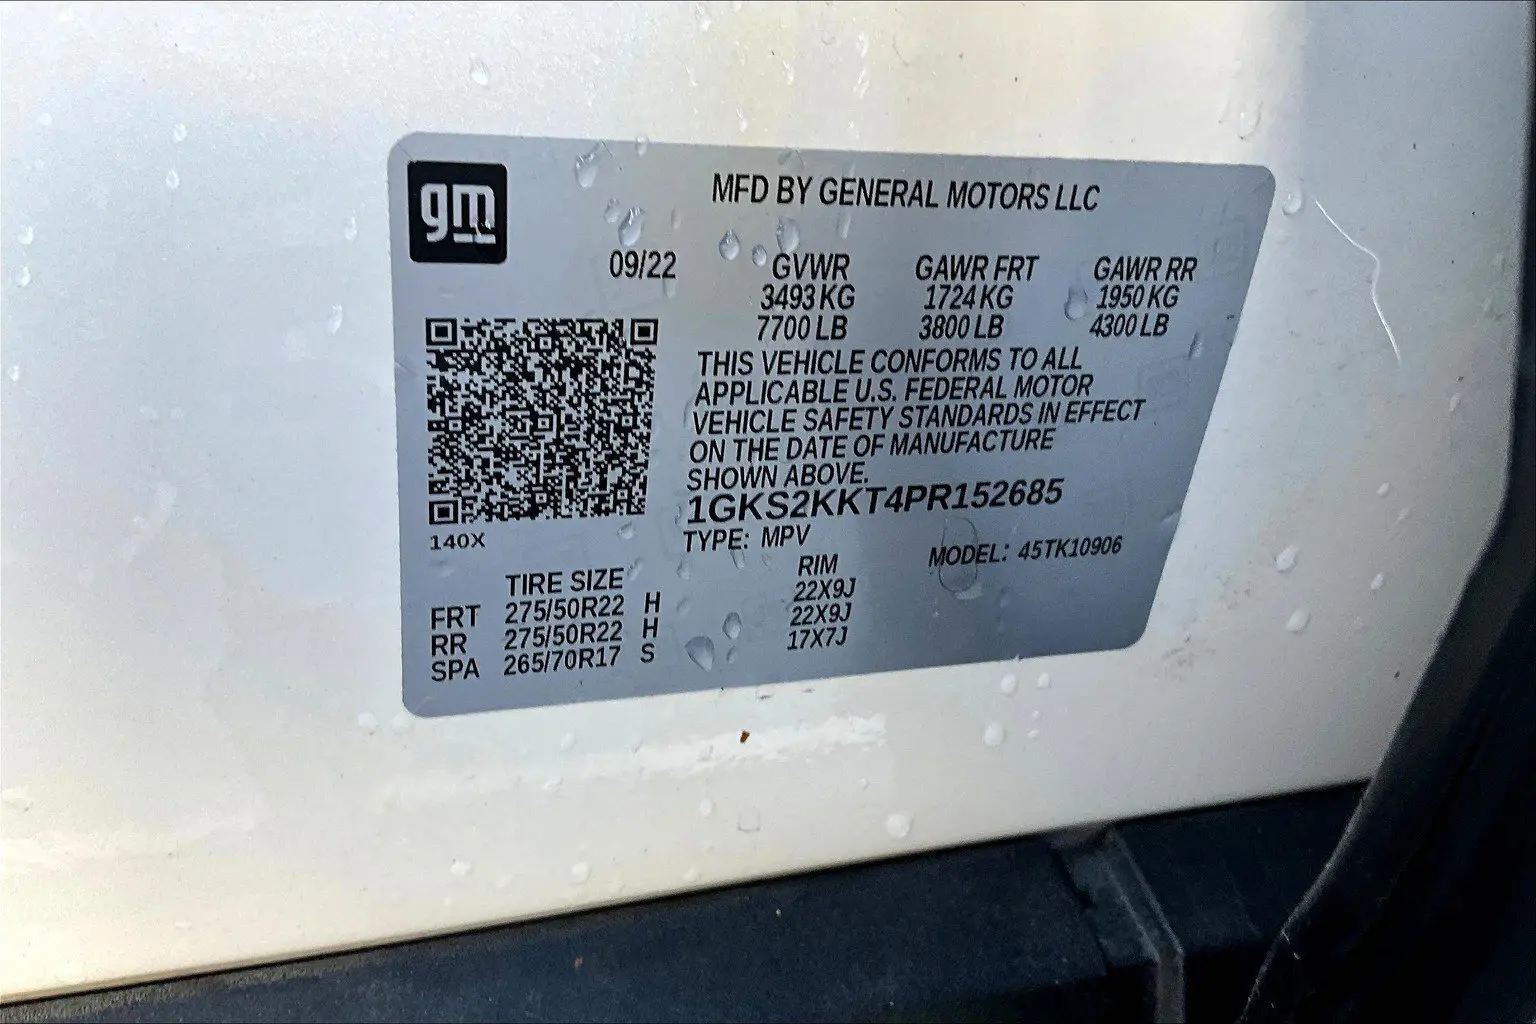 gm
MFD BY GENERAL MOTORS LLC
09/22 GVWR GAWR FRT GAWR RR
3493 KG 1724 KG 1950 KG
7700 LB 3800 LB 4300 LB
THIS VEHICLE CONFORMS TO ALL
APPLICABLE U.S. FEDERAL MOTOR
VEHICLE SAFETY STANDARDS IN EFFECT
ON THE DATE OF MANUFACTURE
SHOWN ABOVE.
1GKS2KKT4PR152685
140X
TYPE: MPV MODEL: 45TK10906
TIRE SIZE RIM
FRT 275/50R22 H 22X9J
RR 275/50R22 H 22X9J
SPA 265/70R17 S 17X7J